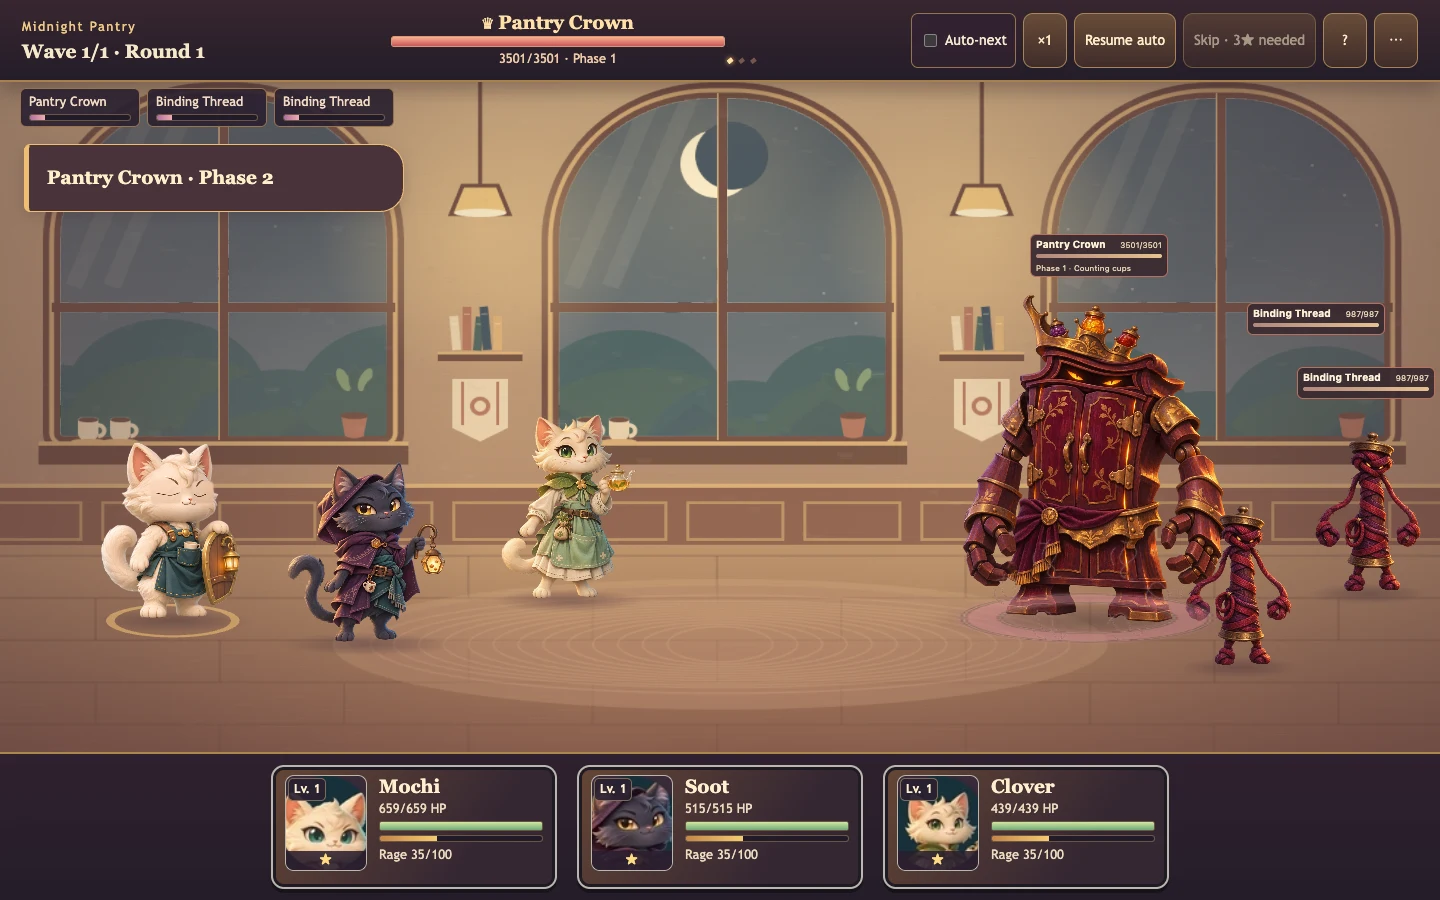 Midnight Pantry
Wave 1/1 · Round 1
♛ Pantry Crown
3501/3501 · Phase 1
Auto-next
×1
Resume auto
Skip · 3★ needed
?
···
Pantry Crown
Binding Thread
Binding Thread
Pantry Crown · Phase 2
Pantry Crown 3501/3501
Phase 1 · Counting cups
Binding Thread 987/987
Binding Thread 987/987
Lv. 1
Mochi
659/659 HP
Rage 35/100
Lv. 1
Soot
515/515 HP
Rage 35/100
Lv. 1
Clover
439/439 HP
Rage 35/100